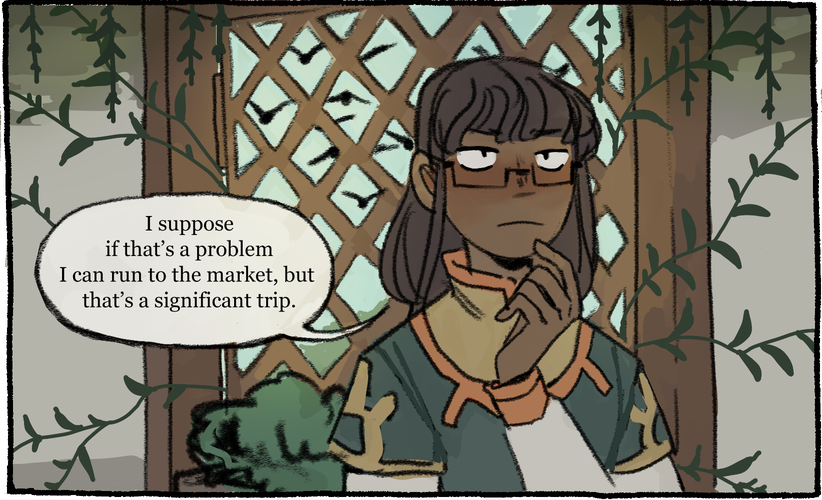 I suppose
if that’s a problem
I can run to the market, but
that’s a significant trip.